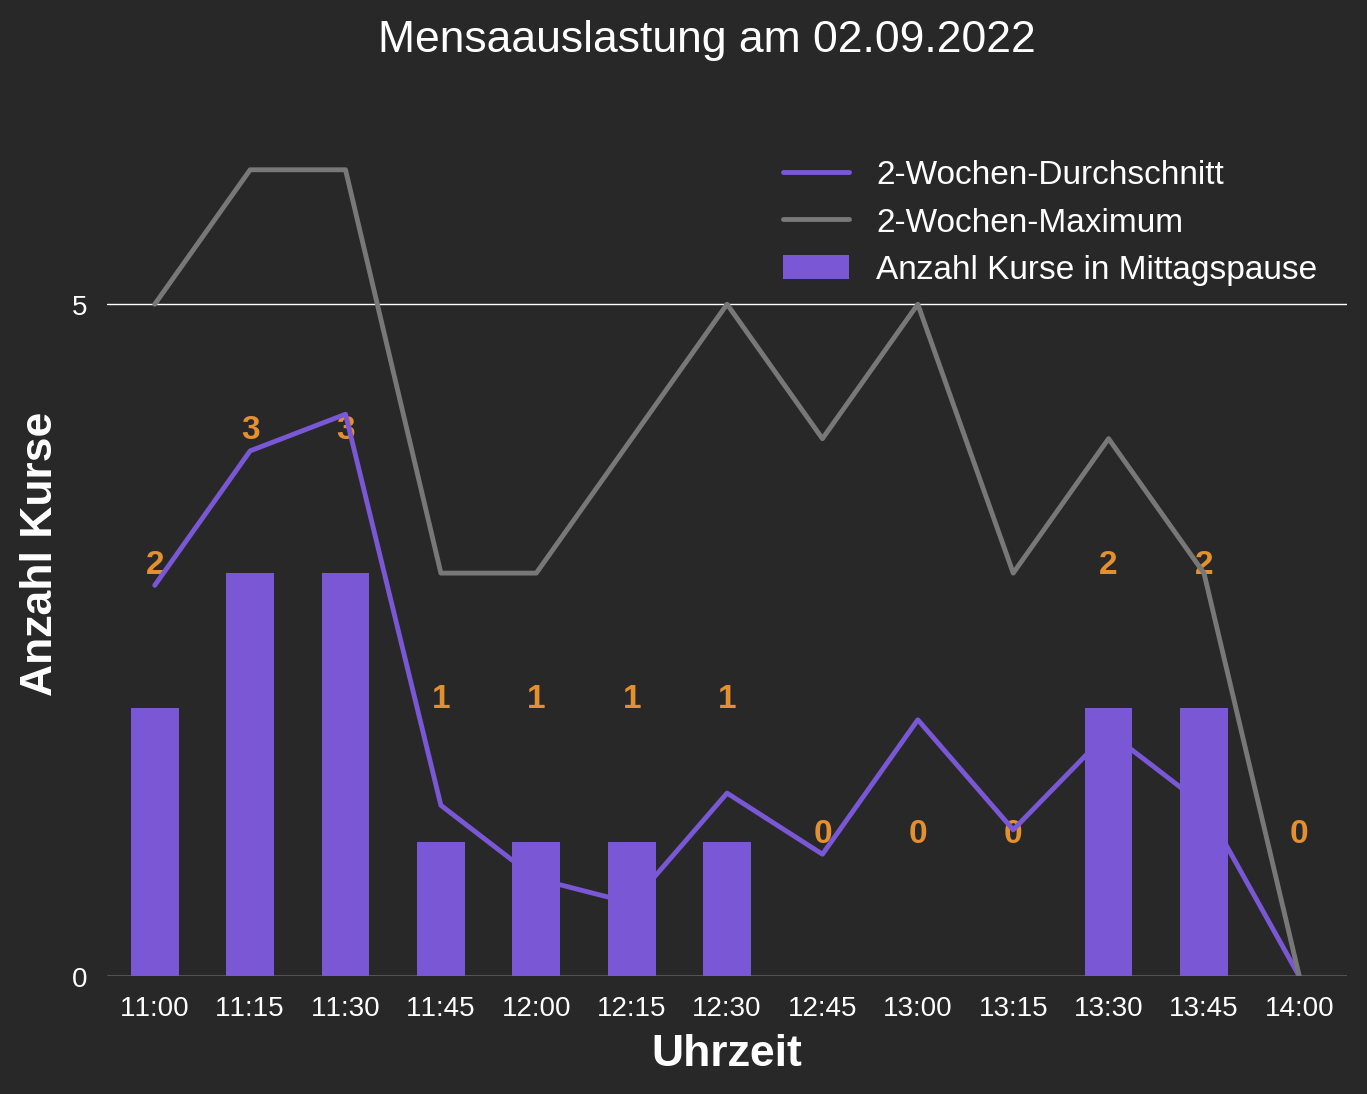 Mensaauslastung am 02.09.2022
2-Wochen-Durchschnitt
2-Wochen-Maximum
Anzahl Kurse in Mittagspause
5
0
Anzahl Kurse
2
3
3
1
1
1
1
0
0
0
2
2
0
11:00 11:15 11:30 11:45 12:00 12:15 12:30 12:45 13:00 13:15 13:30 13:45 14:00
Uhrzeit